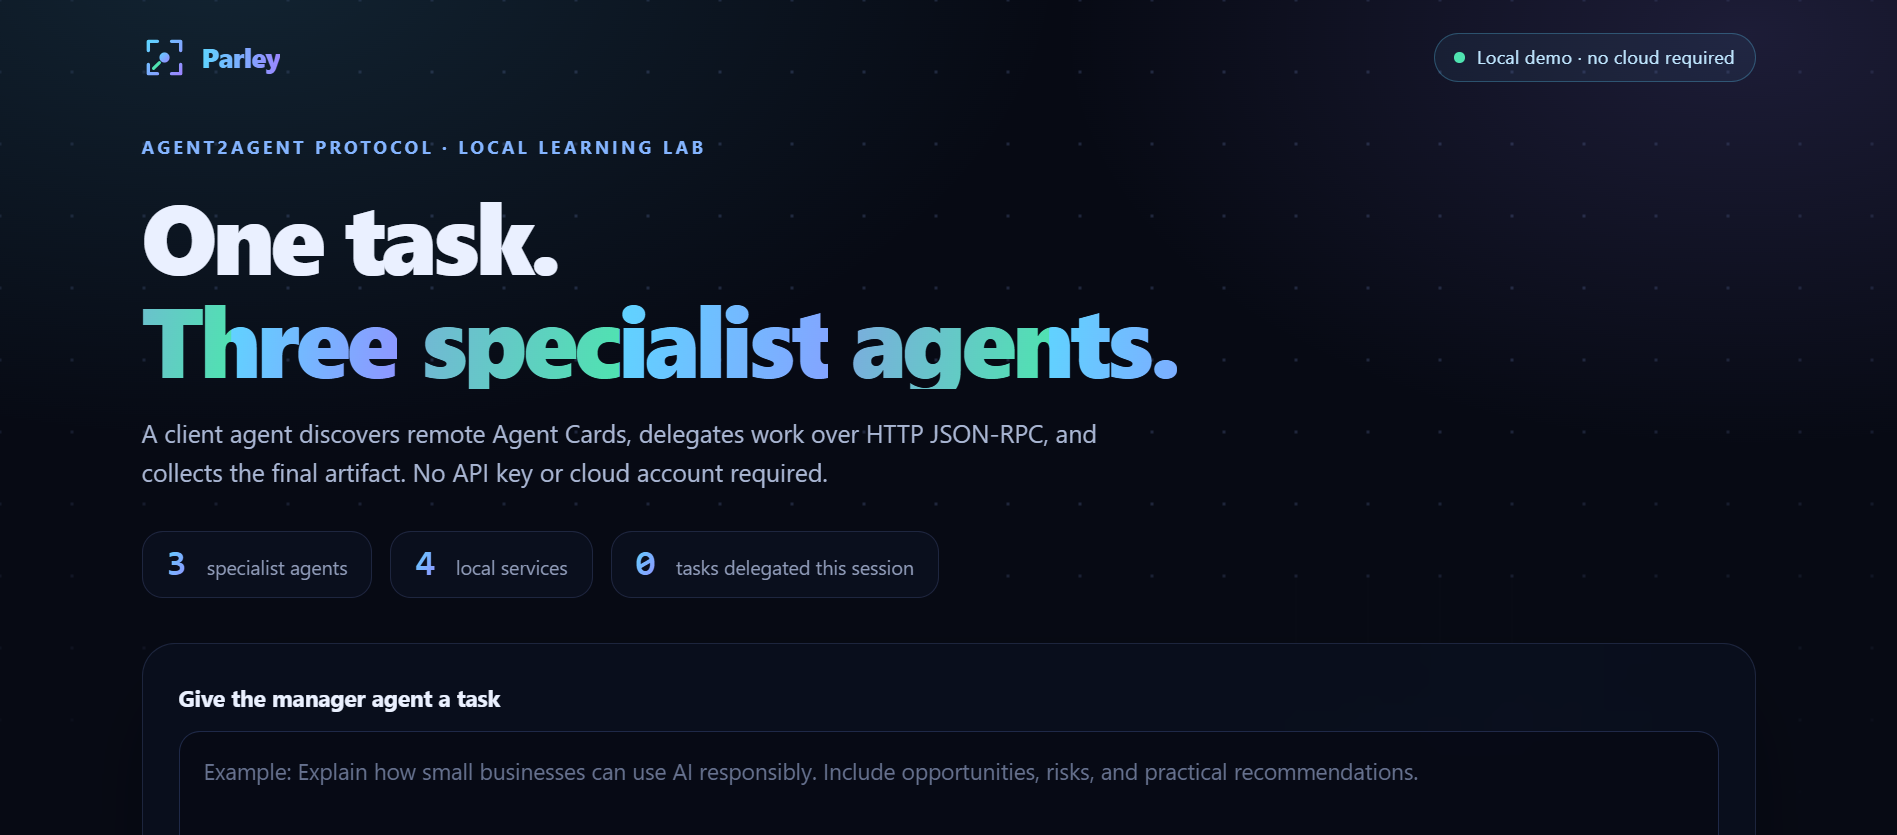 Parley
Local demo · no cloud required
AGENT2AGENT PROTOCOL · LOCAL LEARNING LAB
One task.
Three specialist agents.
A client agent discovers remote Agent Cards, delegates work over HTTP JSON-RPC, and
collects the final artifact. No API key or cloud account required.
3 specialist agents
4 local services
0 tasks delegated this session
Give the manager agent a task
Example: Explain how small businesses can use AI responsibly. Include opportunities, risks, and practical recommendations.